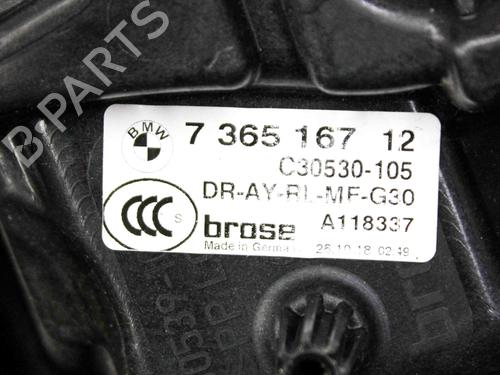 B-PARTS
BMW
7 365 167 12
C30530-105
DR-AY-RL-MF-G30
A118337
CCC S
brose
Made in Germany
26.10.18 02:49
0539-